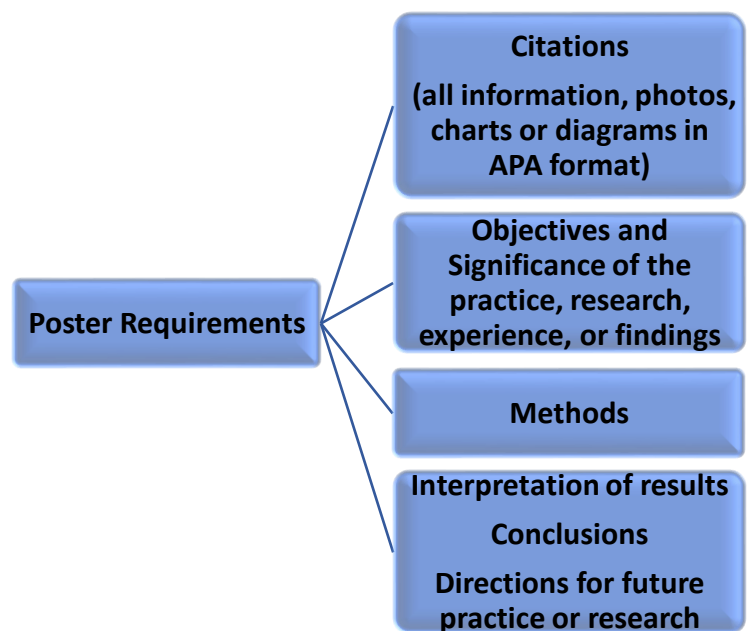 Poster Requirements
Citations
(all information, photos,
charts or diagrams in
APA format)
Objectives and
Significance of the
practice, research,
experience, or findings
Methods
Interpretation of results
Conclusions
Directions for future
practice or research